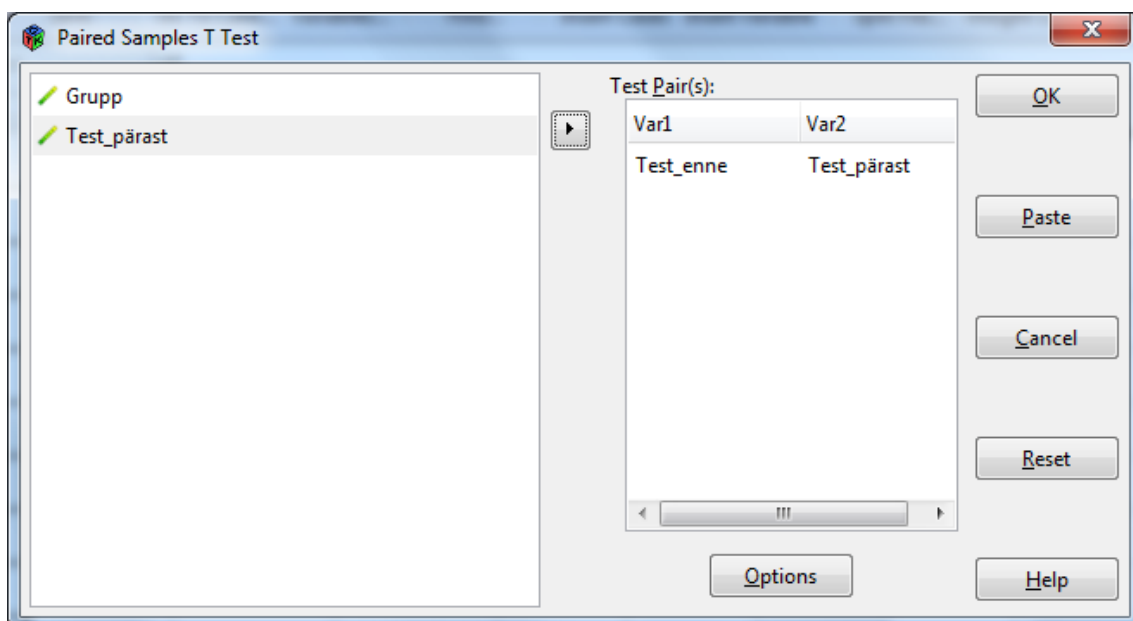 Paired Samples T Test
Grupp
Test_pärast
Test Pair(s):
Var1 Var2
Test_enne Test_pärast
OK
Paste
Cancel
Reset
Options
Help